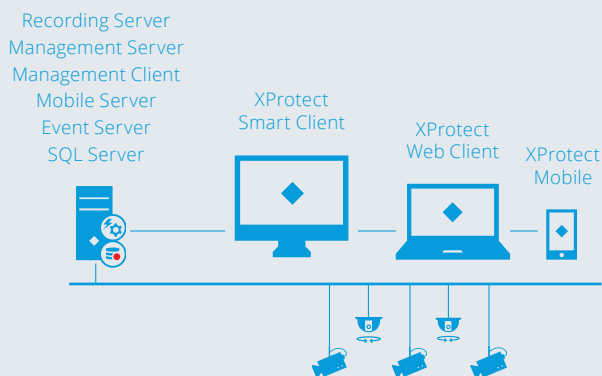 Recording Server
Management Server
Management Client
Mobile Server
Event Server
SQL Server
XProtect
Smart Client
XProtect
Web Client
XProtect
Mobile